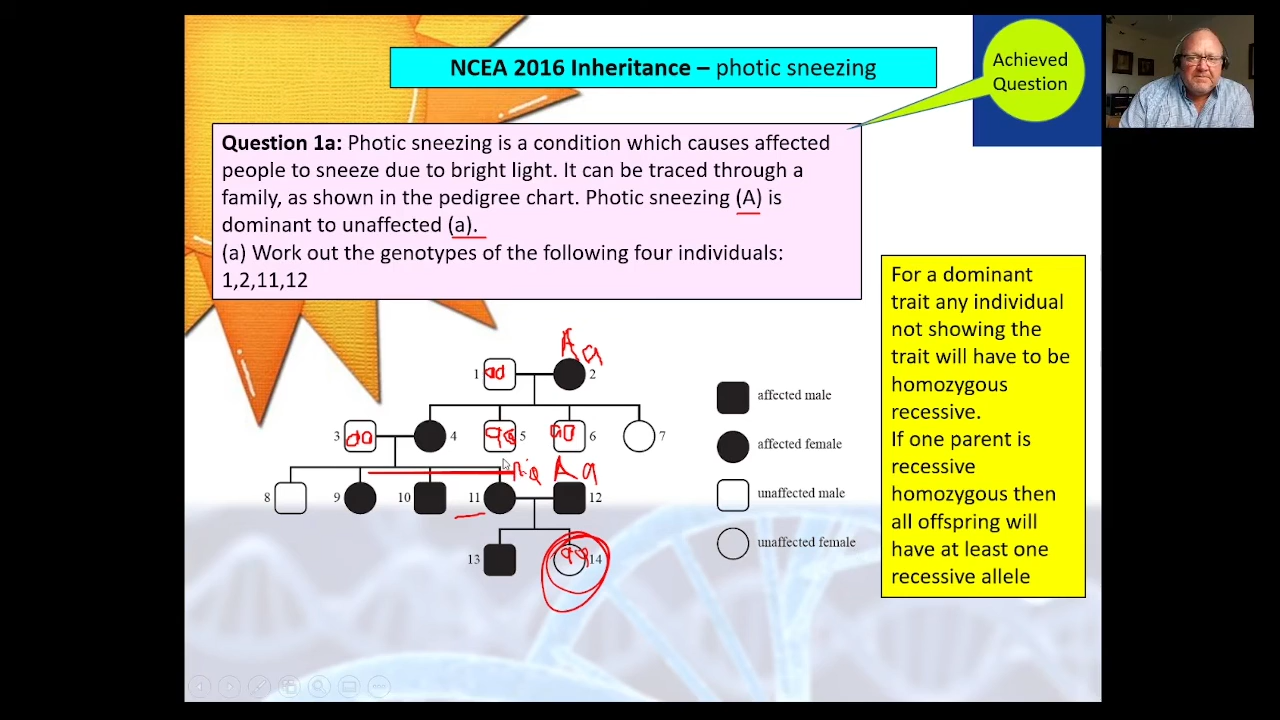 NCEA 2016 Inheritance – photic sneezing
Achieved
Question
Question 1a: Photic sneezing is a condition which causes affected
people to sneeze due to bright light. It can be traced through a
family, as shown in the pedigree chart. Photic sneezing (A) is
dominant to unaffected (a).
(a) Work out the genotypes of the following four individuals:
1,2,11,12
For a dominant
trait any individual
not showing the
trait will have to be
homozygous
recessive.
If one parent is
recessive
homozygous then
all offspring will
have at least one
recessive allele
A a
1 aa 2
3 aa 4 aa 5 aa 6 7
A a
8 9 10 11 12
13 aa 14
affected male
affected female
unaffected male
unaffected female